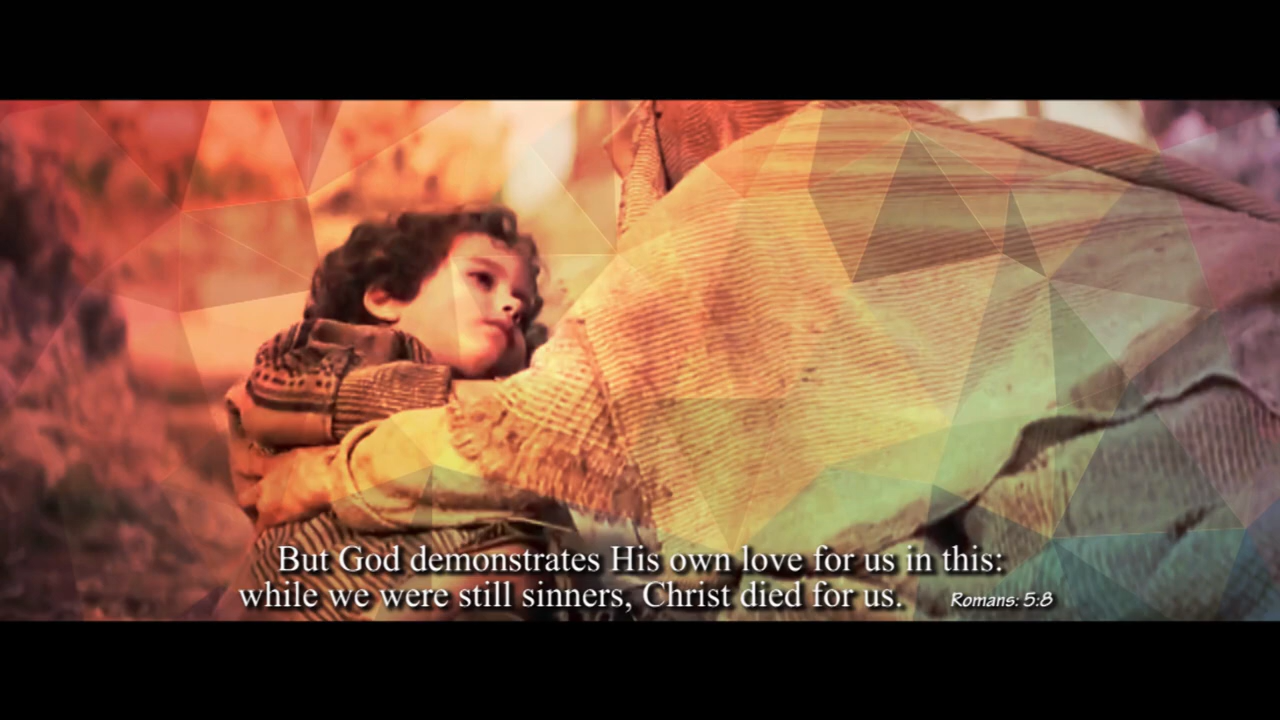 But God demonstrates His own love for us in this:
while we were still sinners, Christ died for us. Romans: 5:8